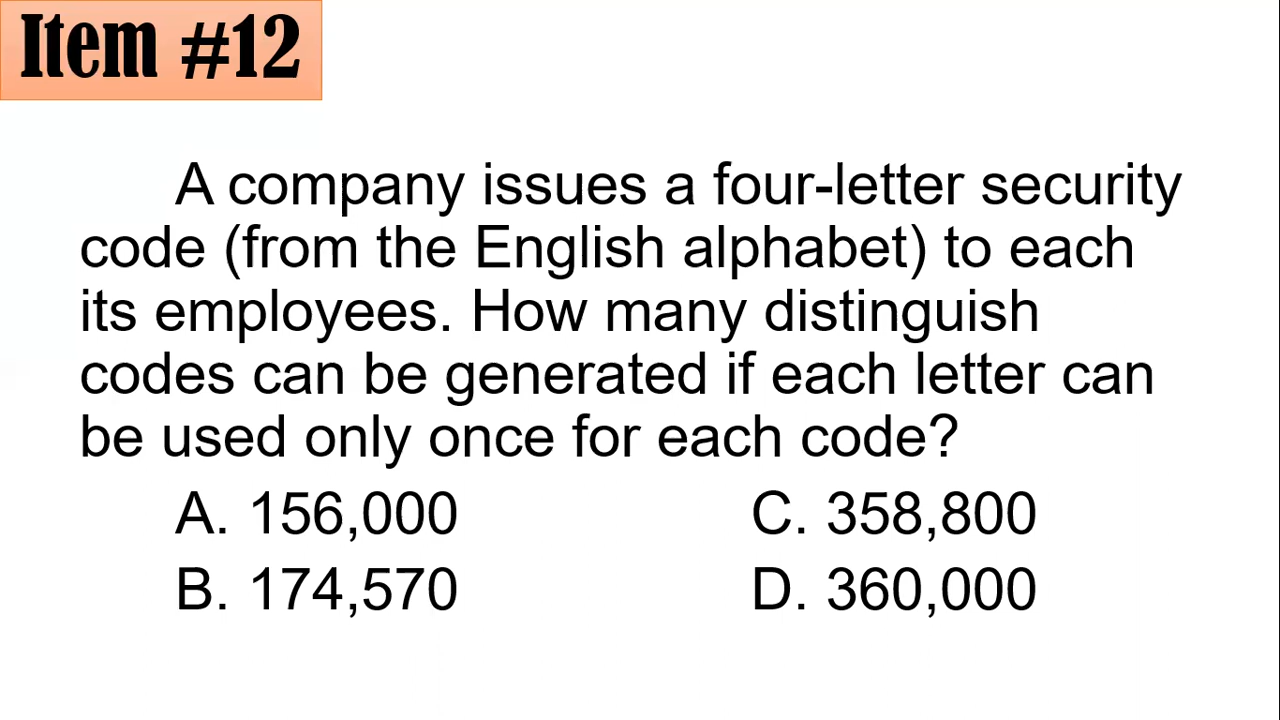 Item #12
A company issues a four-letter security
code (from the English alphabet) to each
its employees. How many distinguish
codes can be generated if each letter can
be used only once for each code?
A. 156,000 C. 358,800
B. 174,570 D. 360,000